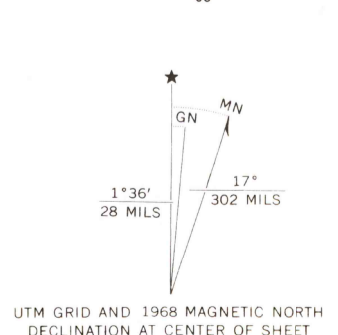 MN
GN
1°36′
28 MILS
17°
302 MILS
UTM GRID AND 1968 MAGNETIC NORTH
DECLINATION AT CENTER OF SHEET